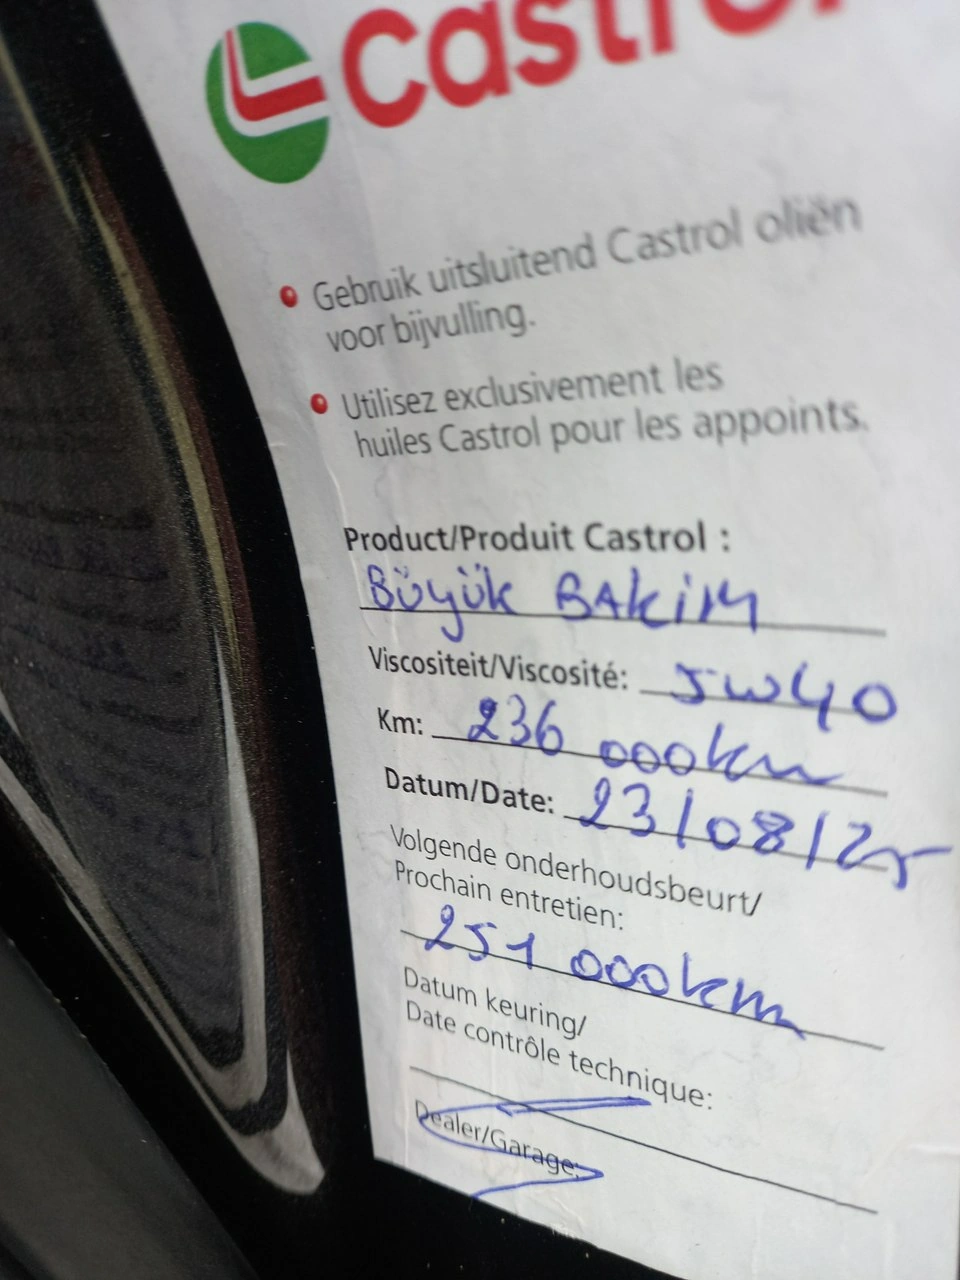 Castrol
Gebruik uitsluitend Castrol oliën
voor bijvulling.
Utilisez exclusivement les
huiles Castrol pour les appoints.
Product/Produit Castrol :
Büyük BAKiM
Viscositeit/Viscosité: 5w40
Km: 236 000km
Datum/Date: 23/08/25
Volgende onderhoudsbeurt/
Prochain entretien:
251 000km
Datum keuring/
Date contrôle technique:
Dealer/Garage: